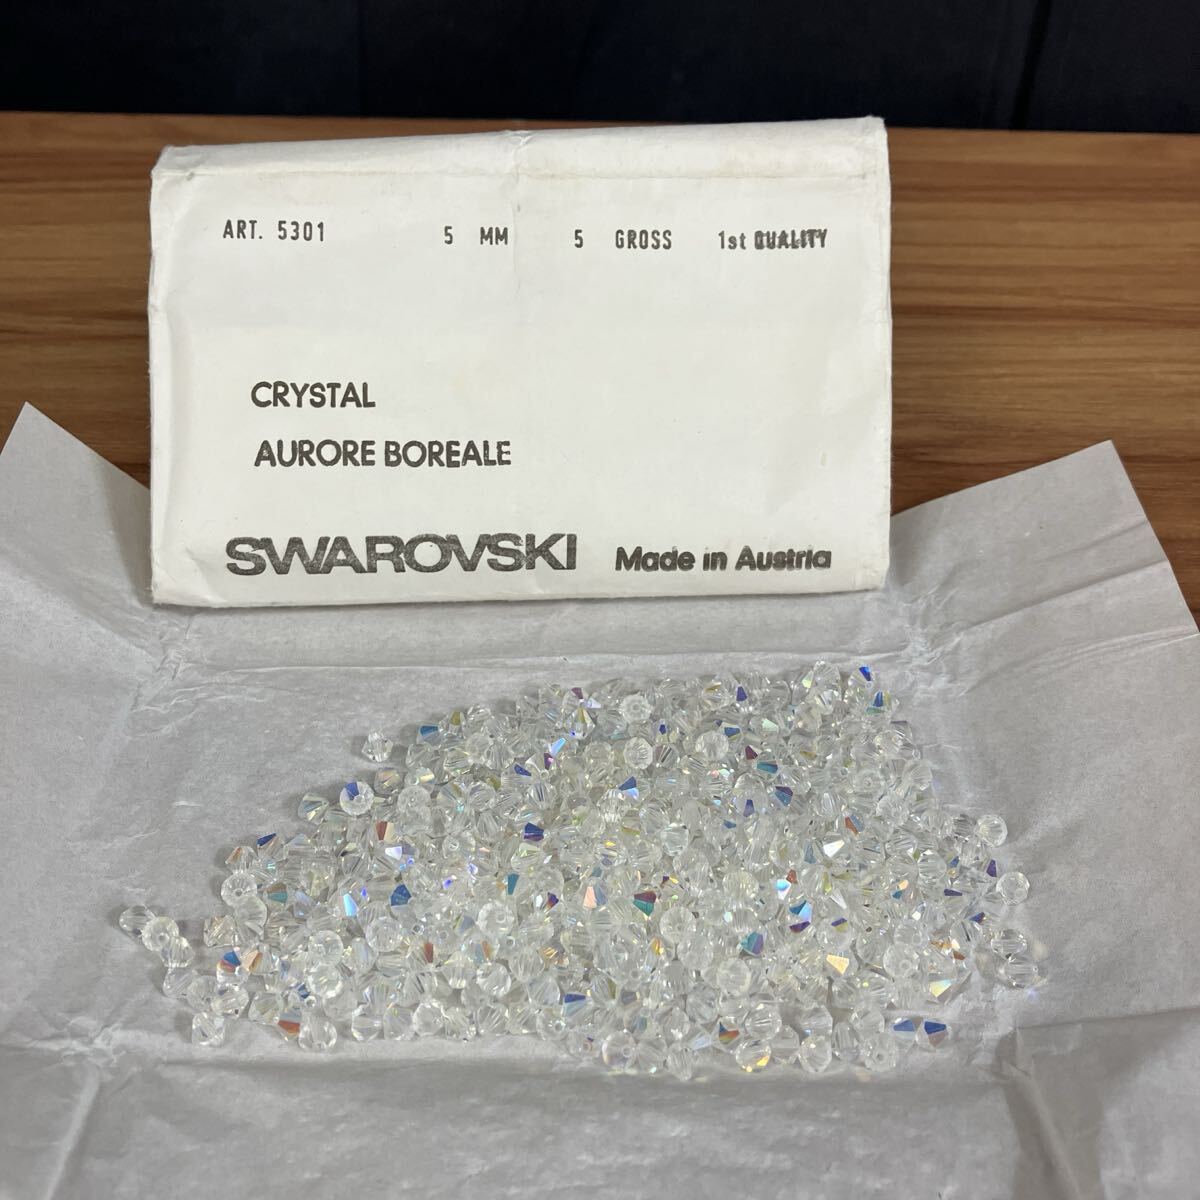 ART. 5301 5 MM 5 GROSS 1st QUALITY
CRYSTAL
AURORE BOREALE
SWAROVSKI Made in Austria